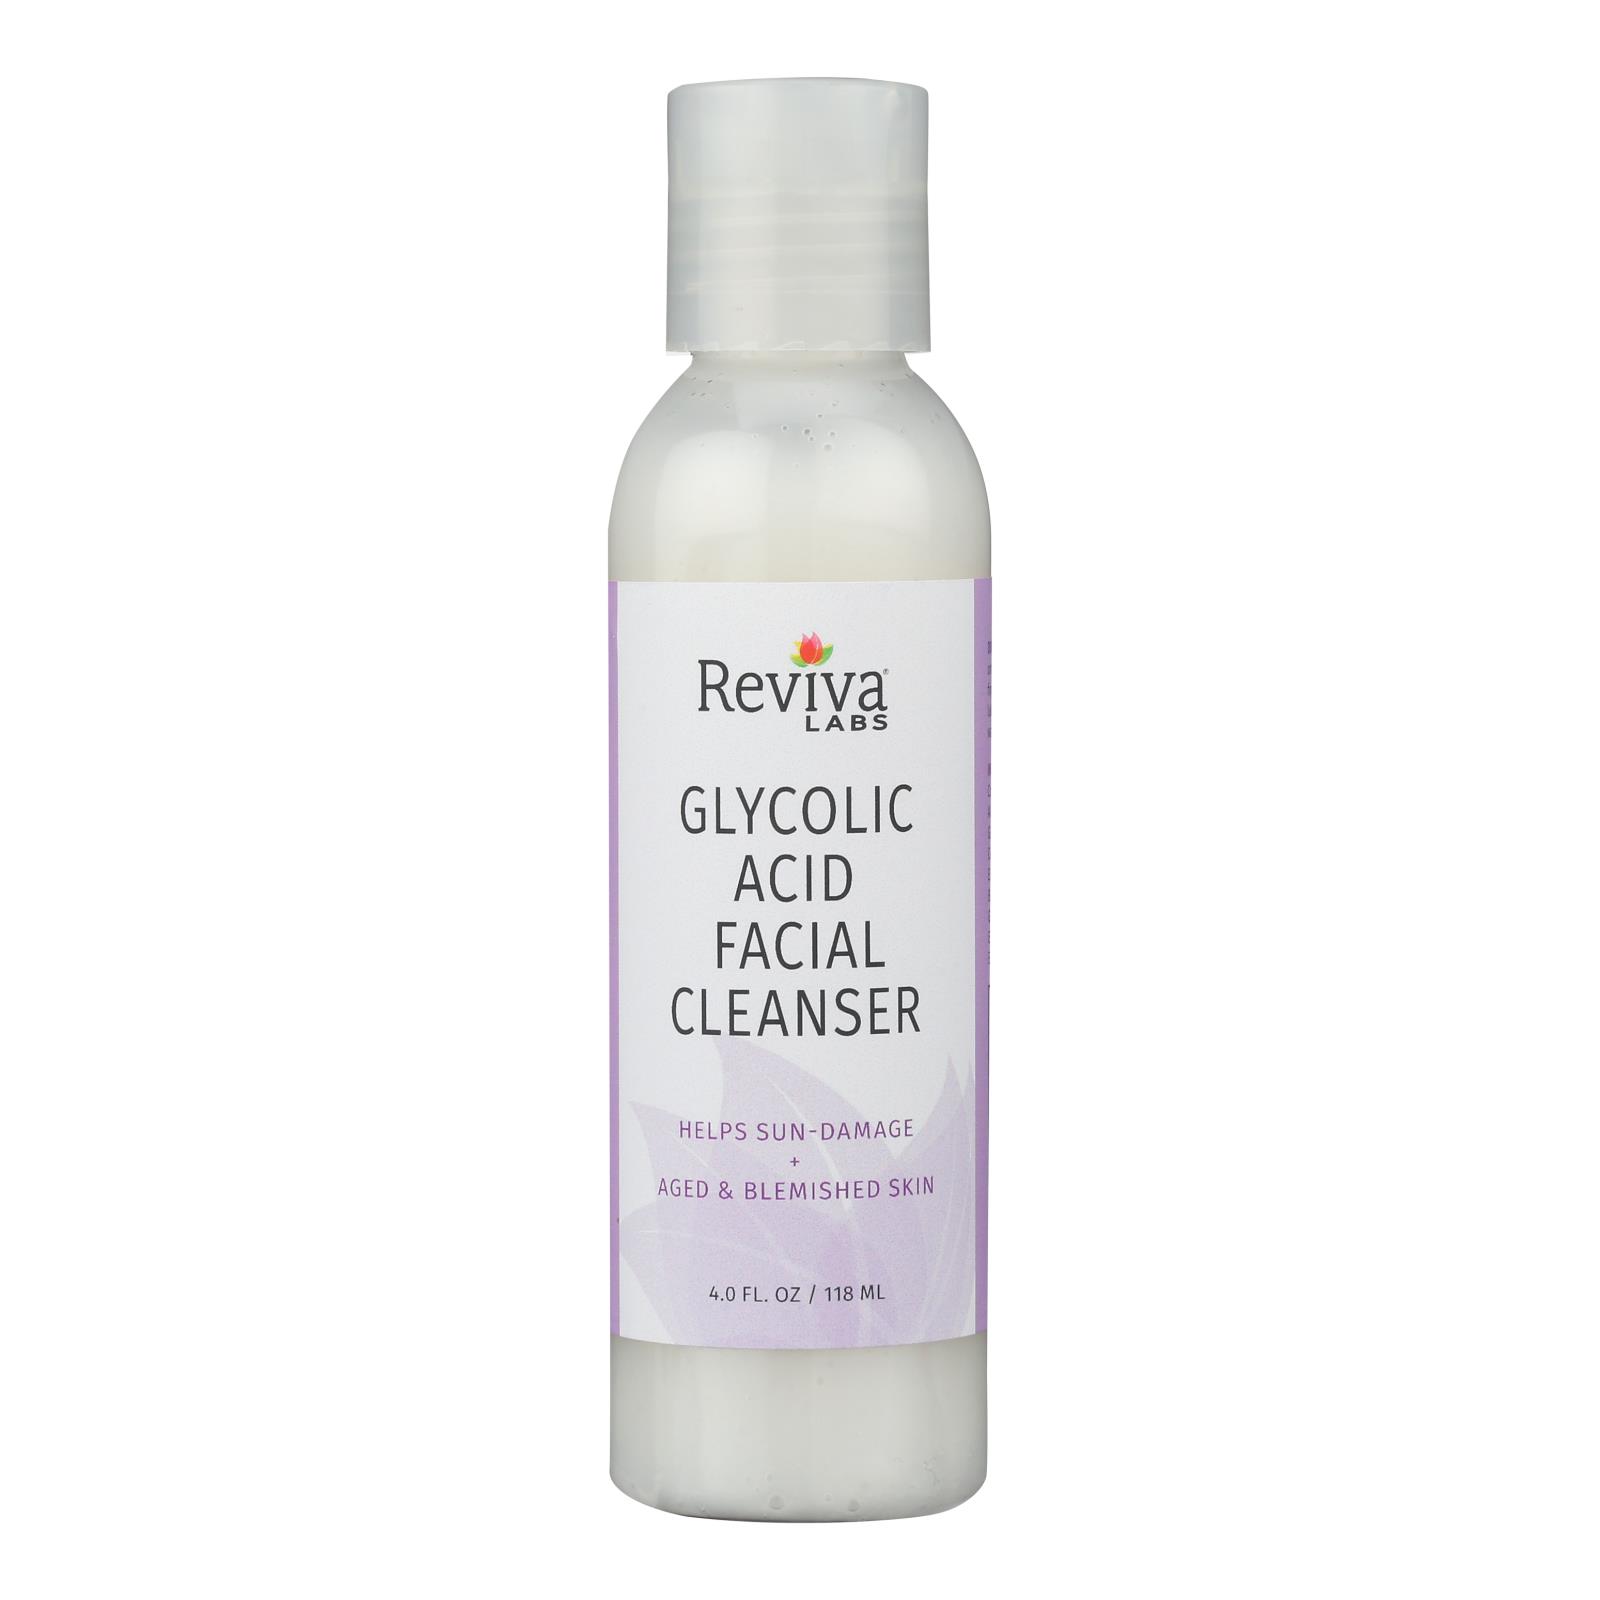 Reviva®
LABS
GLYCOLIC
ACID
FACIAL
CLEANSER
HELPS SUN-DAMAGE
+
AGED & BLEMISHED SKIN
4.0 FL. OZ / 118 ML